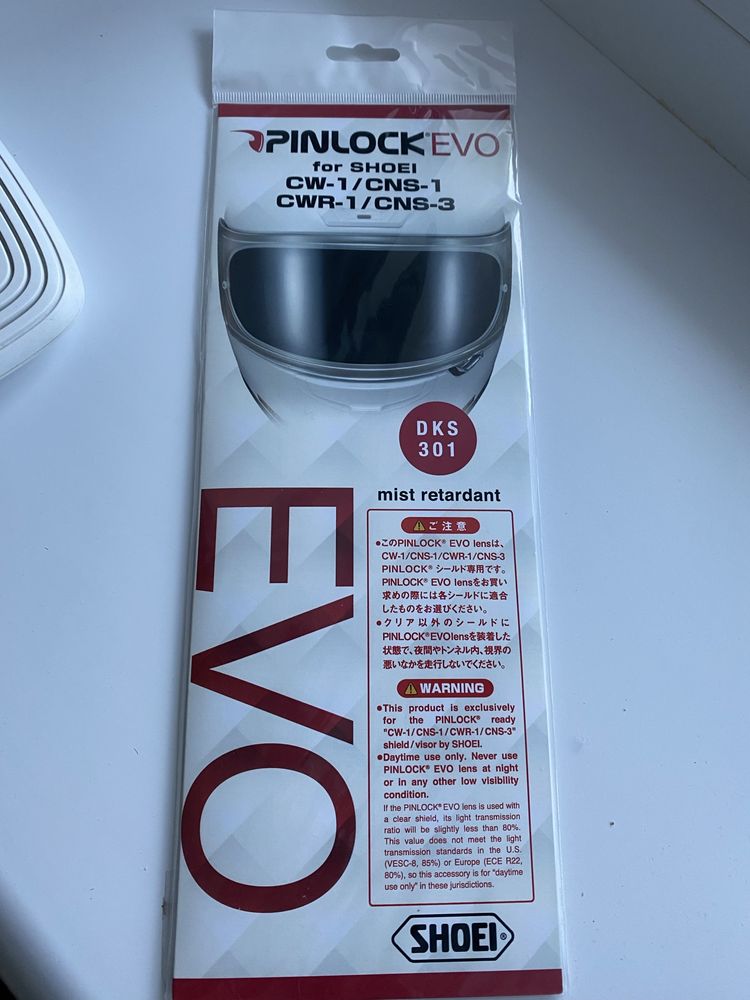 PINLOCK® EVO
for SHOEI
CW-1/CNS-1
CWR-1/CNS-3
DKS
301
mist retardant
EVO
⚠ご注意
●このPINLOCK® EVO lensは、
CW-1/CNS-1/CWR-1/CNS-3
PINLOCK® シールド専用です。
PINLOCK® EVO lensをお買い
求めの際には各シールドに適合
したものをお選びください。
●クリア以外のシールドに
PINLOCK®EVOlensを装着した
状態で、夜間やトンネル内、視界の
悪いなかを走行しないでください。
⚠WARNING
●This product is exclusively
for the PINLOCK® ready
"CW-1/CNS-1/CWR-1/CNS-3"
shield/visor by SHOEI.
●Daytime use only. Never use
PINLOCK® EVO lens at night
or in any other low visibility
condition.
If the PINLOCK® EVO lens is used with
a clear shield, its light transmission
ratio will be slightly less than 80%.
This value does not meet the light
transmission standards in the U.S.
(VESC-8, 85%) or Europe (ECE R22,
80%), so this accessory is for "daytime
use only" in these jurisdictions.
SHOEI®